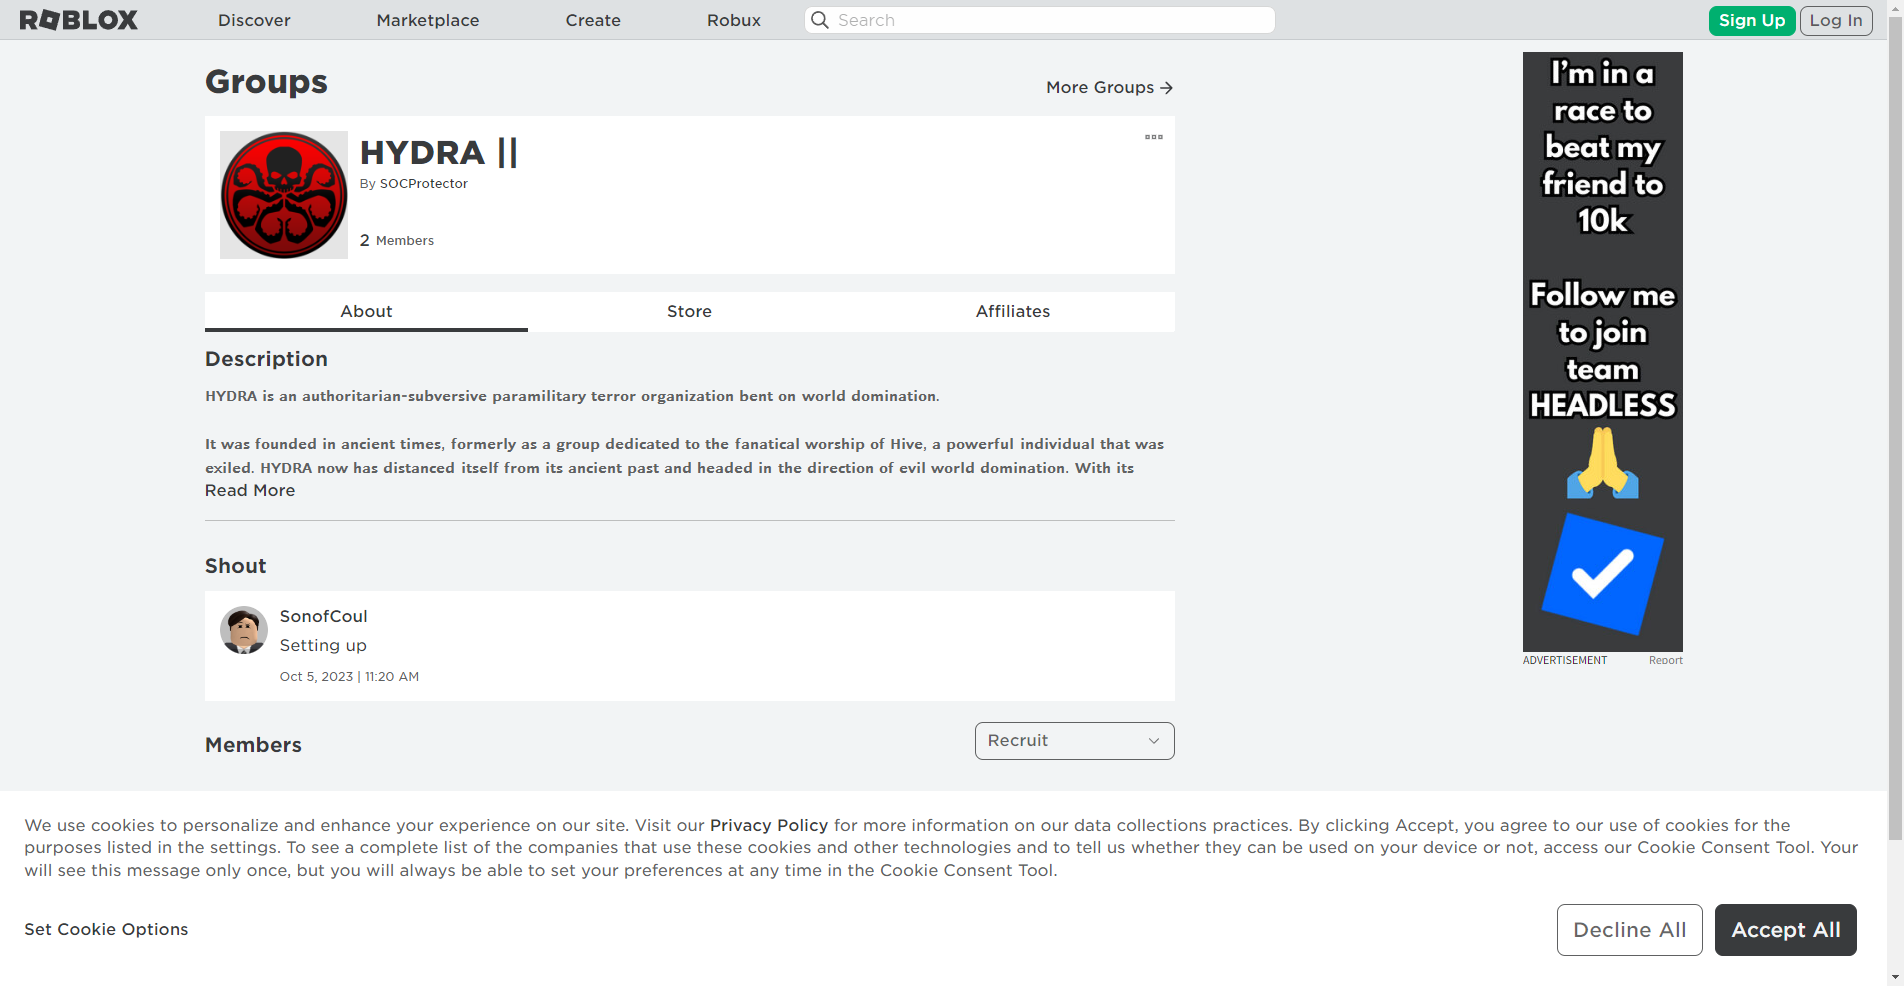 ROBLOX
Discover
Marketplace
Create
Robux
Search
Sign Up
Log In
Groups
More Groups
HYDRA ||
By SOCProtector
2 Members
About
Store
Affiliates
Description
HYDRA is an authoritarian-subversive paramilitary terror organization bent on world domination.
It was founded in ancient times, formerly as a group dedicated to the fanatical worship of Hive, a powerful individual that was
exiled. HYDRA now has distanced itself from its ancient past and headed in the direction of evil world domination. With its
Read More
Shout
SonofCoul
Setting up
Oct 5, 2023 | 11:20 AM
Members
Recruit
I'm in a
race to
beat my
friend to
10k
Follow me
to join
team
HEADLESS
ADVERTISEMENT
Report
We use cookies to personalize and enhance your experience on our site. Visit our Privacy Policy for more information on our data collections practices. By clicking Accept, you agree to our use of cookies for the
purposes listed in the settings. To see a complete list of the companies that use these cookies and other technologies and to tell us whether they can be used on your device or not, access our Cookie Consent Tool. Your
will see this message only once, but you will always be able to set your preferences at any time in the Cookie Consent Tool.
Set Cookie Options
Decline All
Accept All